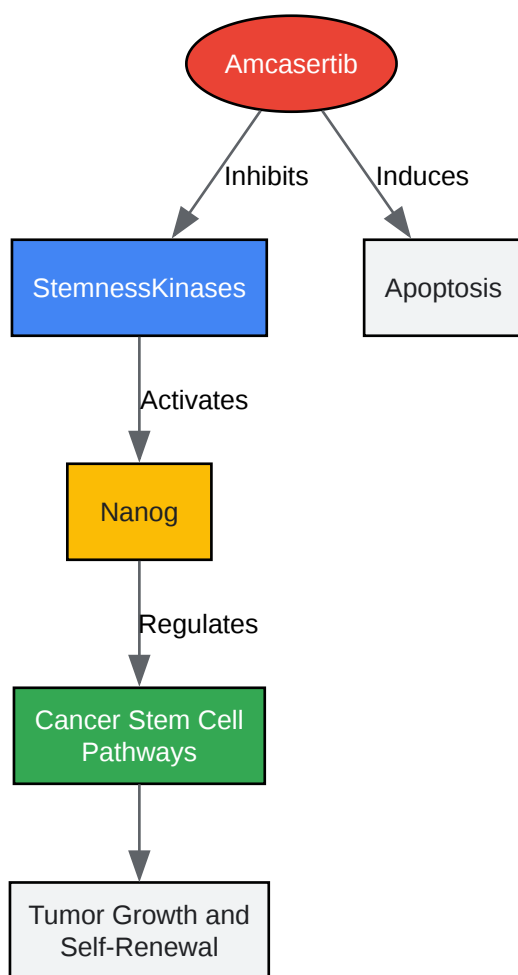 Amcasertib
Inhibits
Induces
StemnessKinases
Apoptosis
Activates
Nanog
Regulates
Cancer Stem Cell
Pathways
Tumor Growth and
Self-Renewal